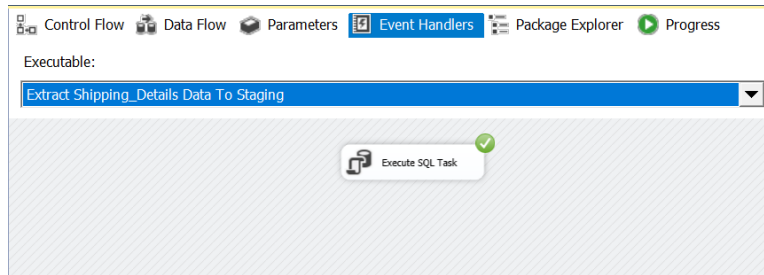 Control Flow Data Flow Parameters Event Handlers Package Explorer Progress
Executable:
Extract Shipping_Details Data To Staging
Execute SQL Task